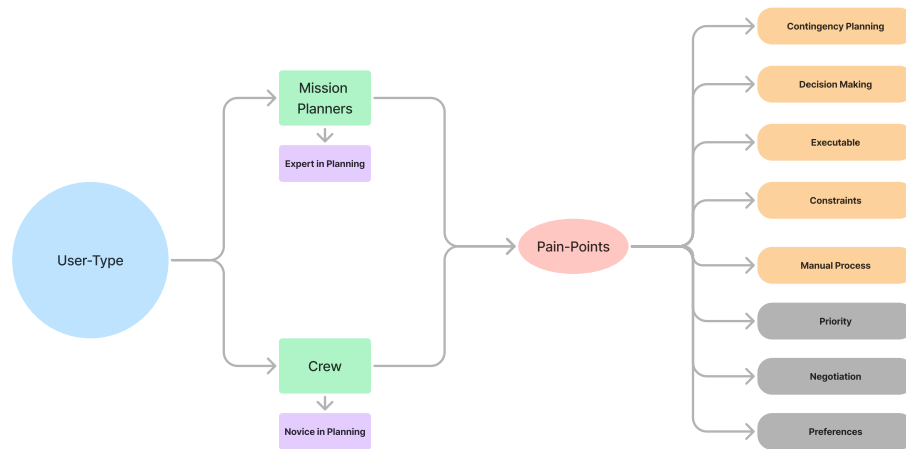 User-Type
Mission
Planners
Expert in Planning
Crew
Novice in Planning
Pain-Points
Contingency Planning
Decision Making
Executable
Constraints
Manual Process
Priority
Negotiation
Preferences